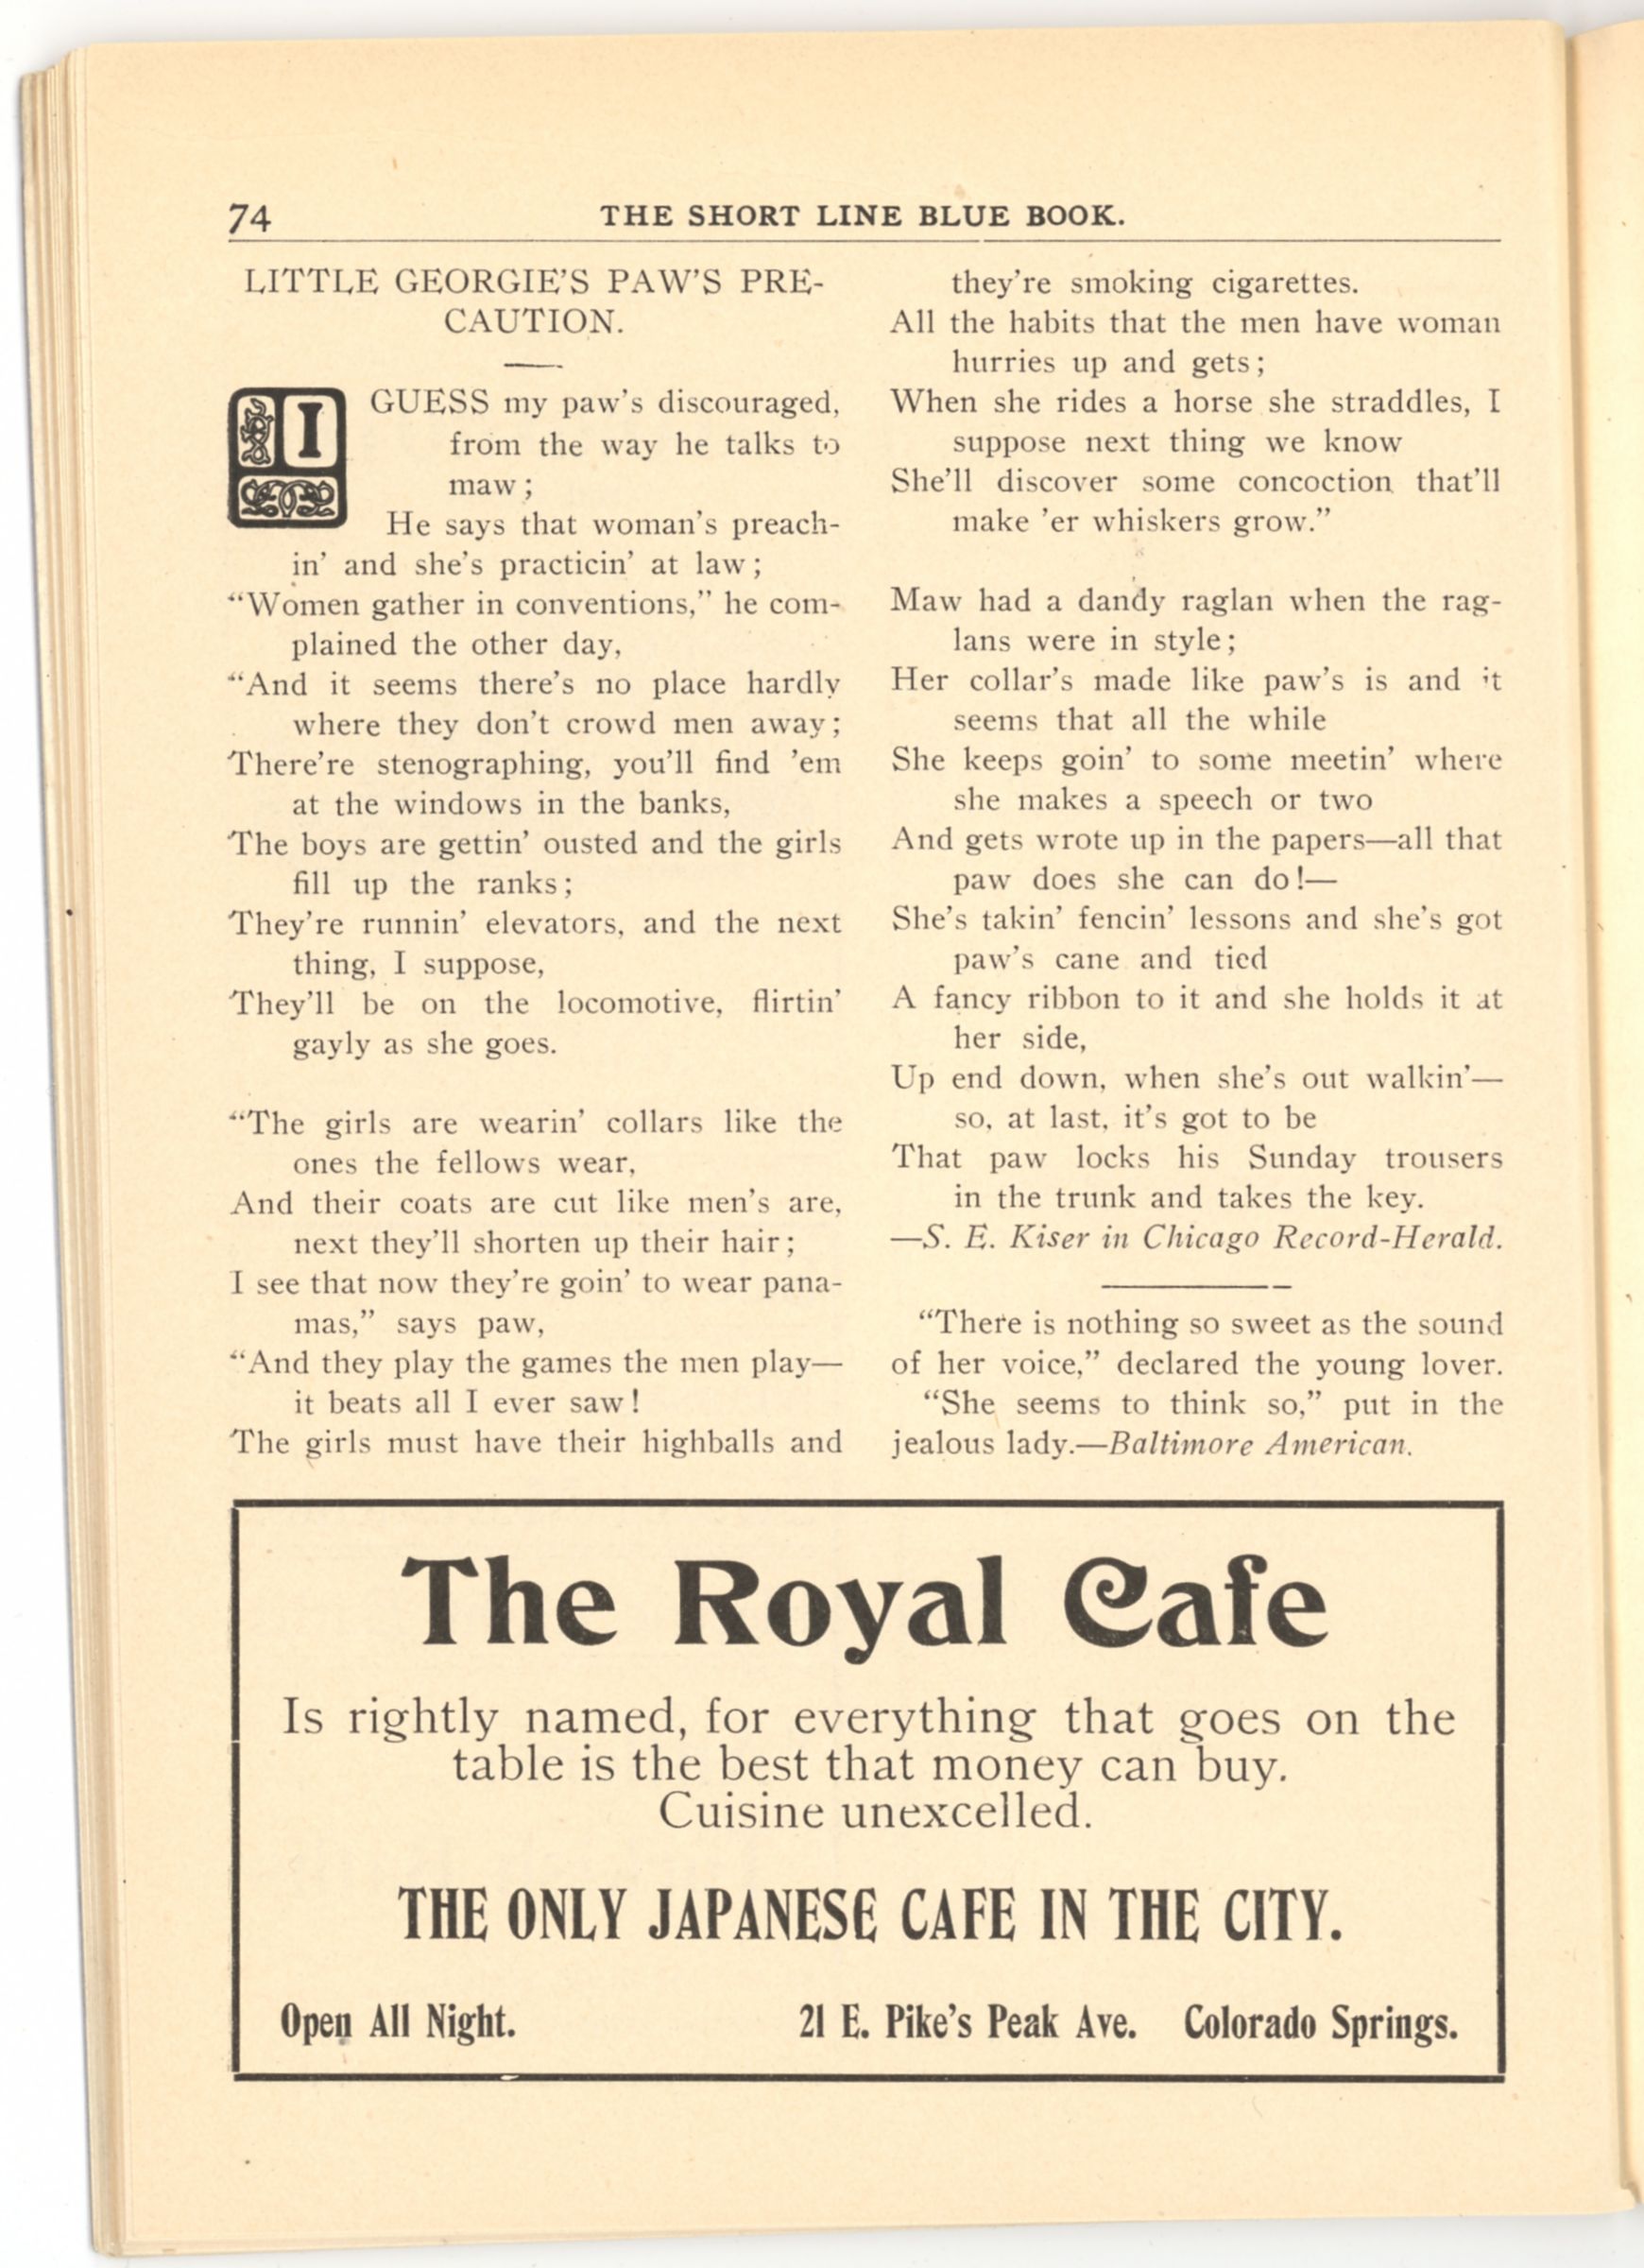 74
THE SHORT LINE BLUE BOOK.
LITTLE GEORGIE'S PAW'S PRE-
CAUTION.
I GUESS my paw's discouraged,
from the way he talks to
maw;
He says that woman's preach-
in' and she's practicin' at law;
“Women gather in conventions,” he com-
plained the other day,
“And it seems there's no place hardly
where they don't crowd men away;
There're stenographing, you'll find 'em
at the windows in the banks,
The boys are gettin' ousted and the girls
fill up the ranks;
They're runnin' elevators, and the next
thing, I suppose,
They'll be on the locomotive, flirtin'
gayly as she goes.
“The girls are wearin' collars like the
ones the fellows wear,
And their coats are cut like men's are,
next they'll shorten up their hair;
I see that now they're goin' to wear pana-
mas,” says paw,
“And they play the games the men play—
it beats all I ever saw!
The girls must have their highballs and
they're smoking cigarettes.
All the habits that the men have woman
hurries up and gets;
When she rides a horse she straddles, I
suppose next thing we know
She'll discover some concoction that'll
make 'er whiskers grow.”
Maw had a dandy raglan when the rag-
lans were in style;
Her collar's made like paw's is and it
seems that all the while
She keeps goin' to some meetin' where
she makes a speech or two
And gets wrote up in the papers—all that
paw does she can do!—
She's takin' fencin' lessons and she's got
paw's cane and tied
A fancy ribbon to it and she holds it at
her side,
Up end down, when she's out walkin'—
so, at last, it's got to be
That paw locks his Sunday trousers
in the trunk and takes the key.
—S. E. Kiser in Chicago Record-Herald.
“There is nothing so sweet as the sound
of her voice,” declared the young lover.
“She seems to think so,” put in the
jealous lady.—Baltimore American.
The Royal Cafe
Is rightly named, for everything that goes on the
table is the best that money can buy.
Cuisine unexcelled.
THE ONLY JAPANESE CAFE IN THE CITY.
Open All Night. 21 E. Pike's Peak Ave. Colorado Springs.